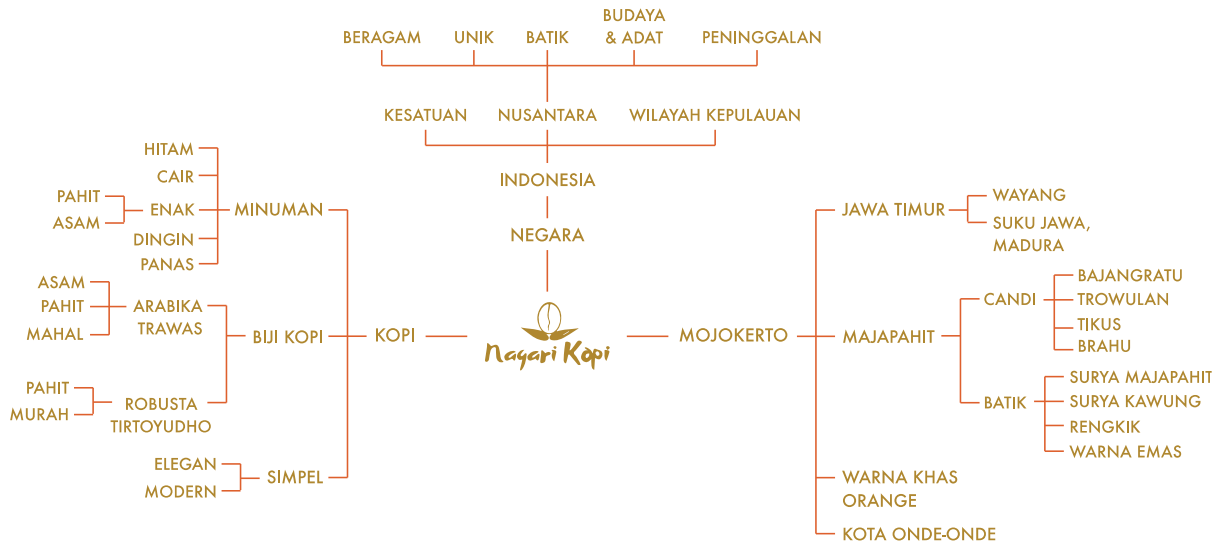 BUDAYA
& ADAT
BERAGAM
UNIK
BATIK
PENINGGALAN
KESATUAN
NUSANTARA
WILAYAH KEPULAUAN
INDONESIA
NEGARA
HITAM
CAIR
PAHIT
ASAM
ENAK
MINUMAN
DINGIN
PANAS
ASAM
PAHIT
MAHAL
ARABIKA
TRAWAS
BIJI KOPI
KOPI
PAHIT
MURAH
ROBUSTA
TIRTOYUDHO
ELEGAN
MODERN
SIMPEL
Nagari Kopi
MOJOKERTO
JAWA TIMUR
WAYANG
SUKU JAWA,
MADURA
MAJAPAHIT
CANDI
BAJANGRATU
TROWULAN
TIKUS
BRAHU
BATIK
SURYA MAJAPAHIT
SURYA KAWUNG
RENGKIK
WARNA EMAS
WARNA KHAS
ORANGE
KOTA ONDE-ONDE